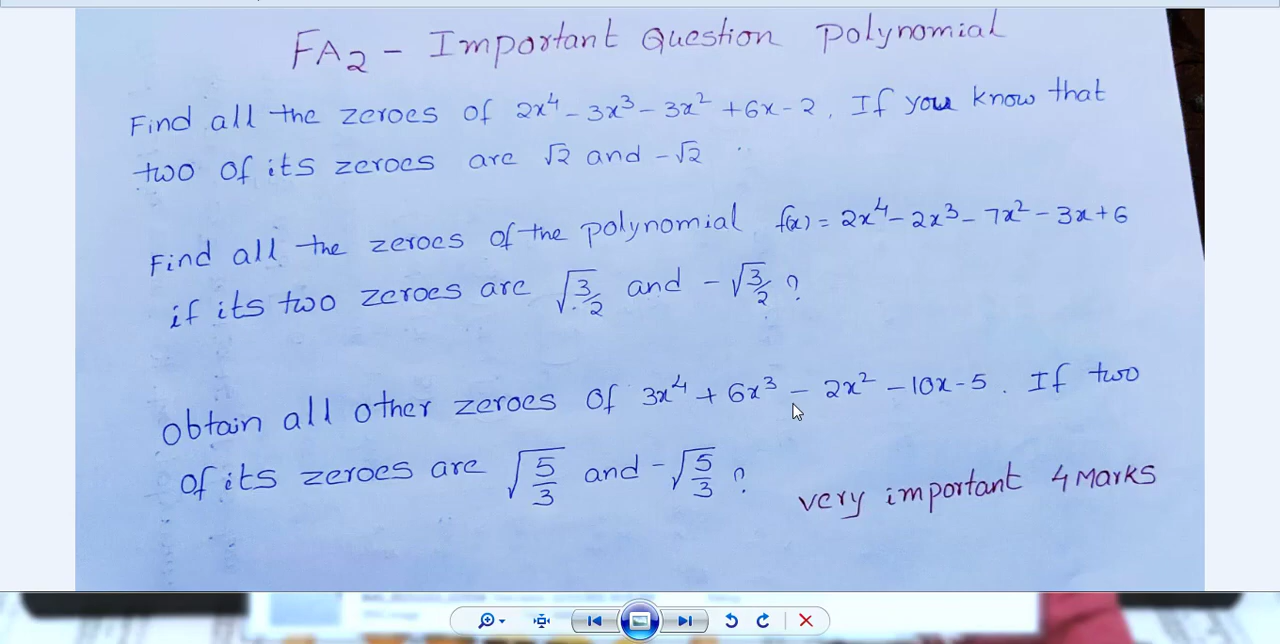 FA2 - Important Question Polynomial
Find all the zeroes of 2x⁴ - 3x³ - 3x² + 6x - 2, If you know that
two of its zeroes are √2 and -√2
Find all the zeroes of the polynomial f(x) = 2x⁴ - 2x³ - 7x² - 3x + 6
if its two zeroes are √3/2 and -√3/2 ?
obtain all other zeroes of 3x⁴ + 6x³ - 2x² - 10x - 5. If two
of its zeroes are √5/3 and -√5/3 ?
very important 4 Marks